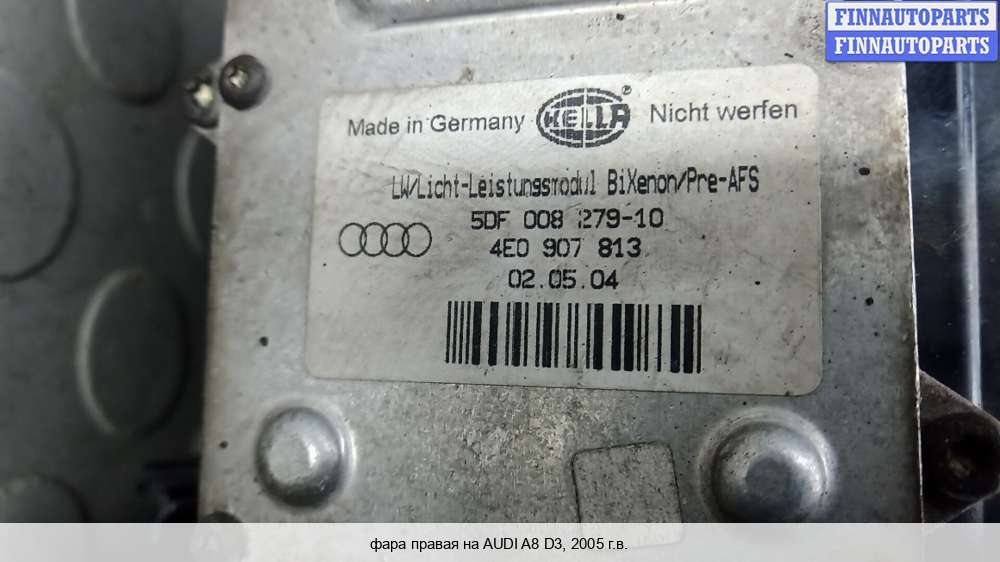 FINNAUTOPARTS
FINNAUTOPARTS
Made in Germany HELLA ® Nicht werfen
LW/Licht-Leistungsmodul BiXenon/Pre-AFS
5DF 008 279-10
4E0 907 813
02.05.04
фара правая на AUDI A8 D3, 2005 г.в.